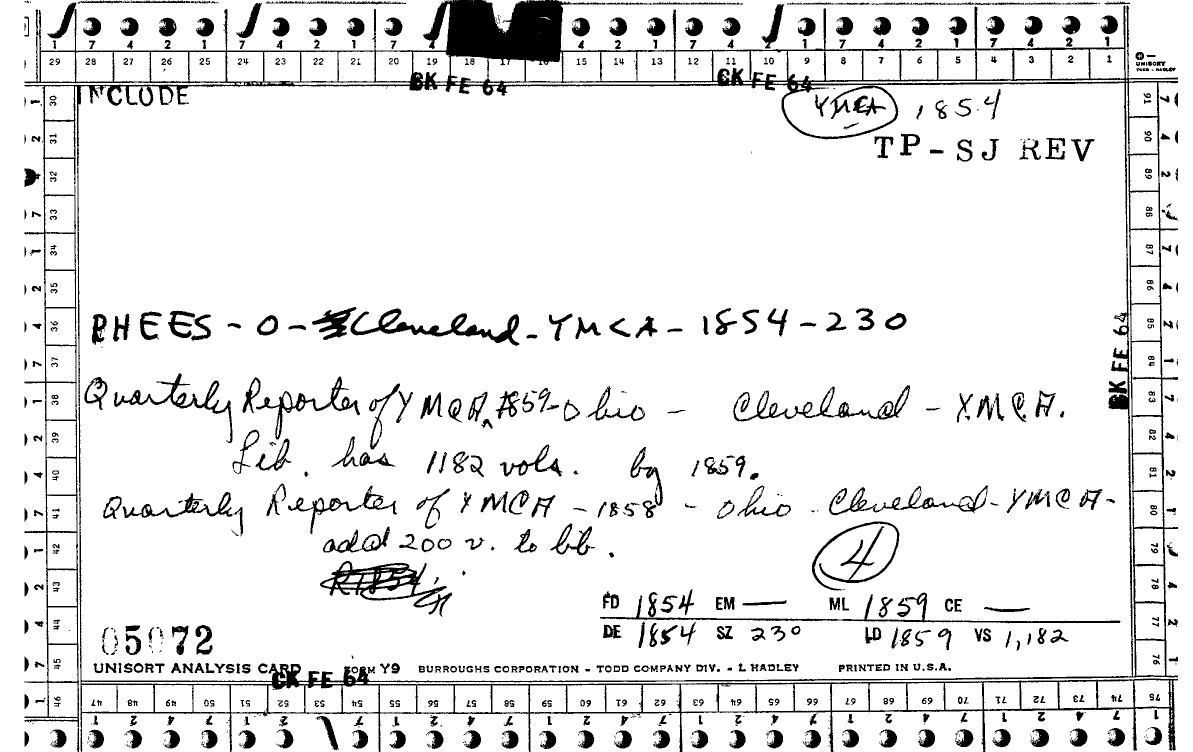 7 4 2 1 7 4 2 1 7 4 4 2 1 7 4 2 1 7 4 2 1 7 4 2 1
29 28 27 26 25 24 23 22 21 20 19 18 17 16 15 14 13 12 11 10 9 8 7 6 5 4 3 2 1
UNISORT
TODD - HADLEY
CK FE 64 CK FE 64
INCLUDE
YMCA 1854
TP-SJ REV
RHEES - O - Cleveland - YMCA - 1854 - 230
Quarterly Reporter of YMCA, 1859 - Ohio - Cleveland - YMCA.
Lib. has 1182 vols. by 1859.
Quarterly Reporter of YMCA - 1858 - Ohio - Cleveland - YMCA -
add 200 v. to lib.
4
FD 1854 EM — ML 1859 CE —
DE 1854 SZ 230 LD 1859 VS 1,182
05072
UNISORT ANALYSIS CARD FORM Y9 BURROUGHS CORPORATION - TODD COMPANY DIV. - L HADLEY PRINTED IN U.S.A.
CK FE 64
30 31 32 33 34 35 36 37 38 39 40 41 42 43 44 45 46
91 90 89 88 87 86 85 84 83 82 81 80 79 78 77 76
CK FE 64
47 48 49 50 51 52 53 54 55 56 57 58 59 60 61 62 63 64 65 66 67 68 69 70 71 72 73 74 75